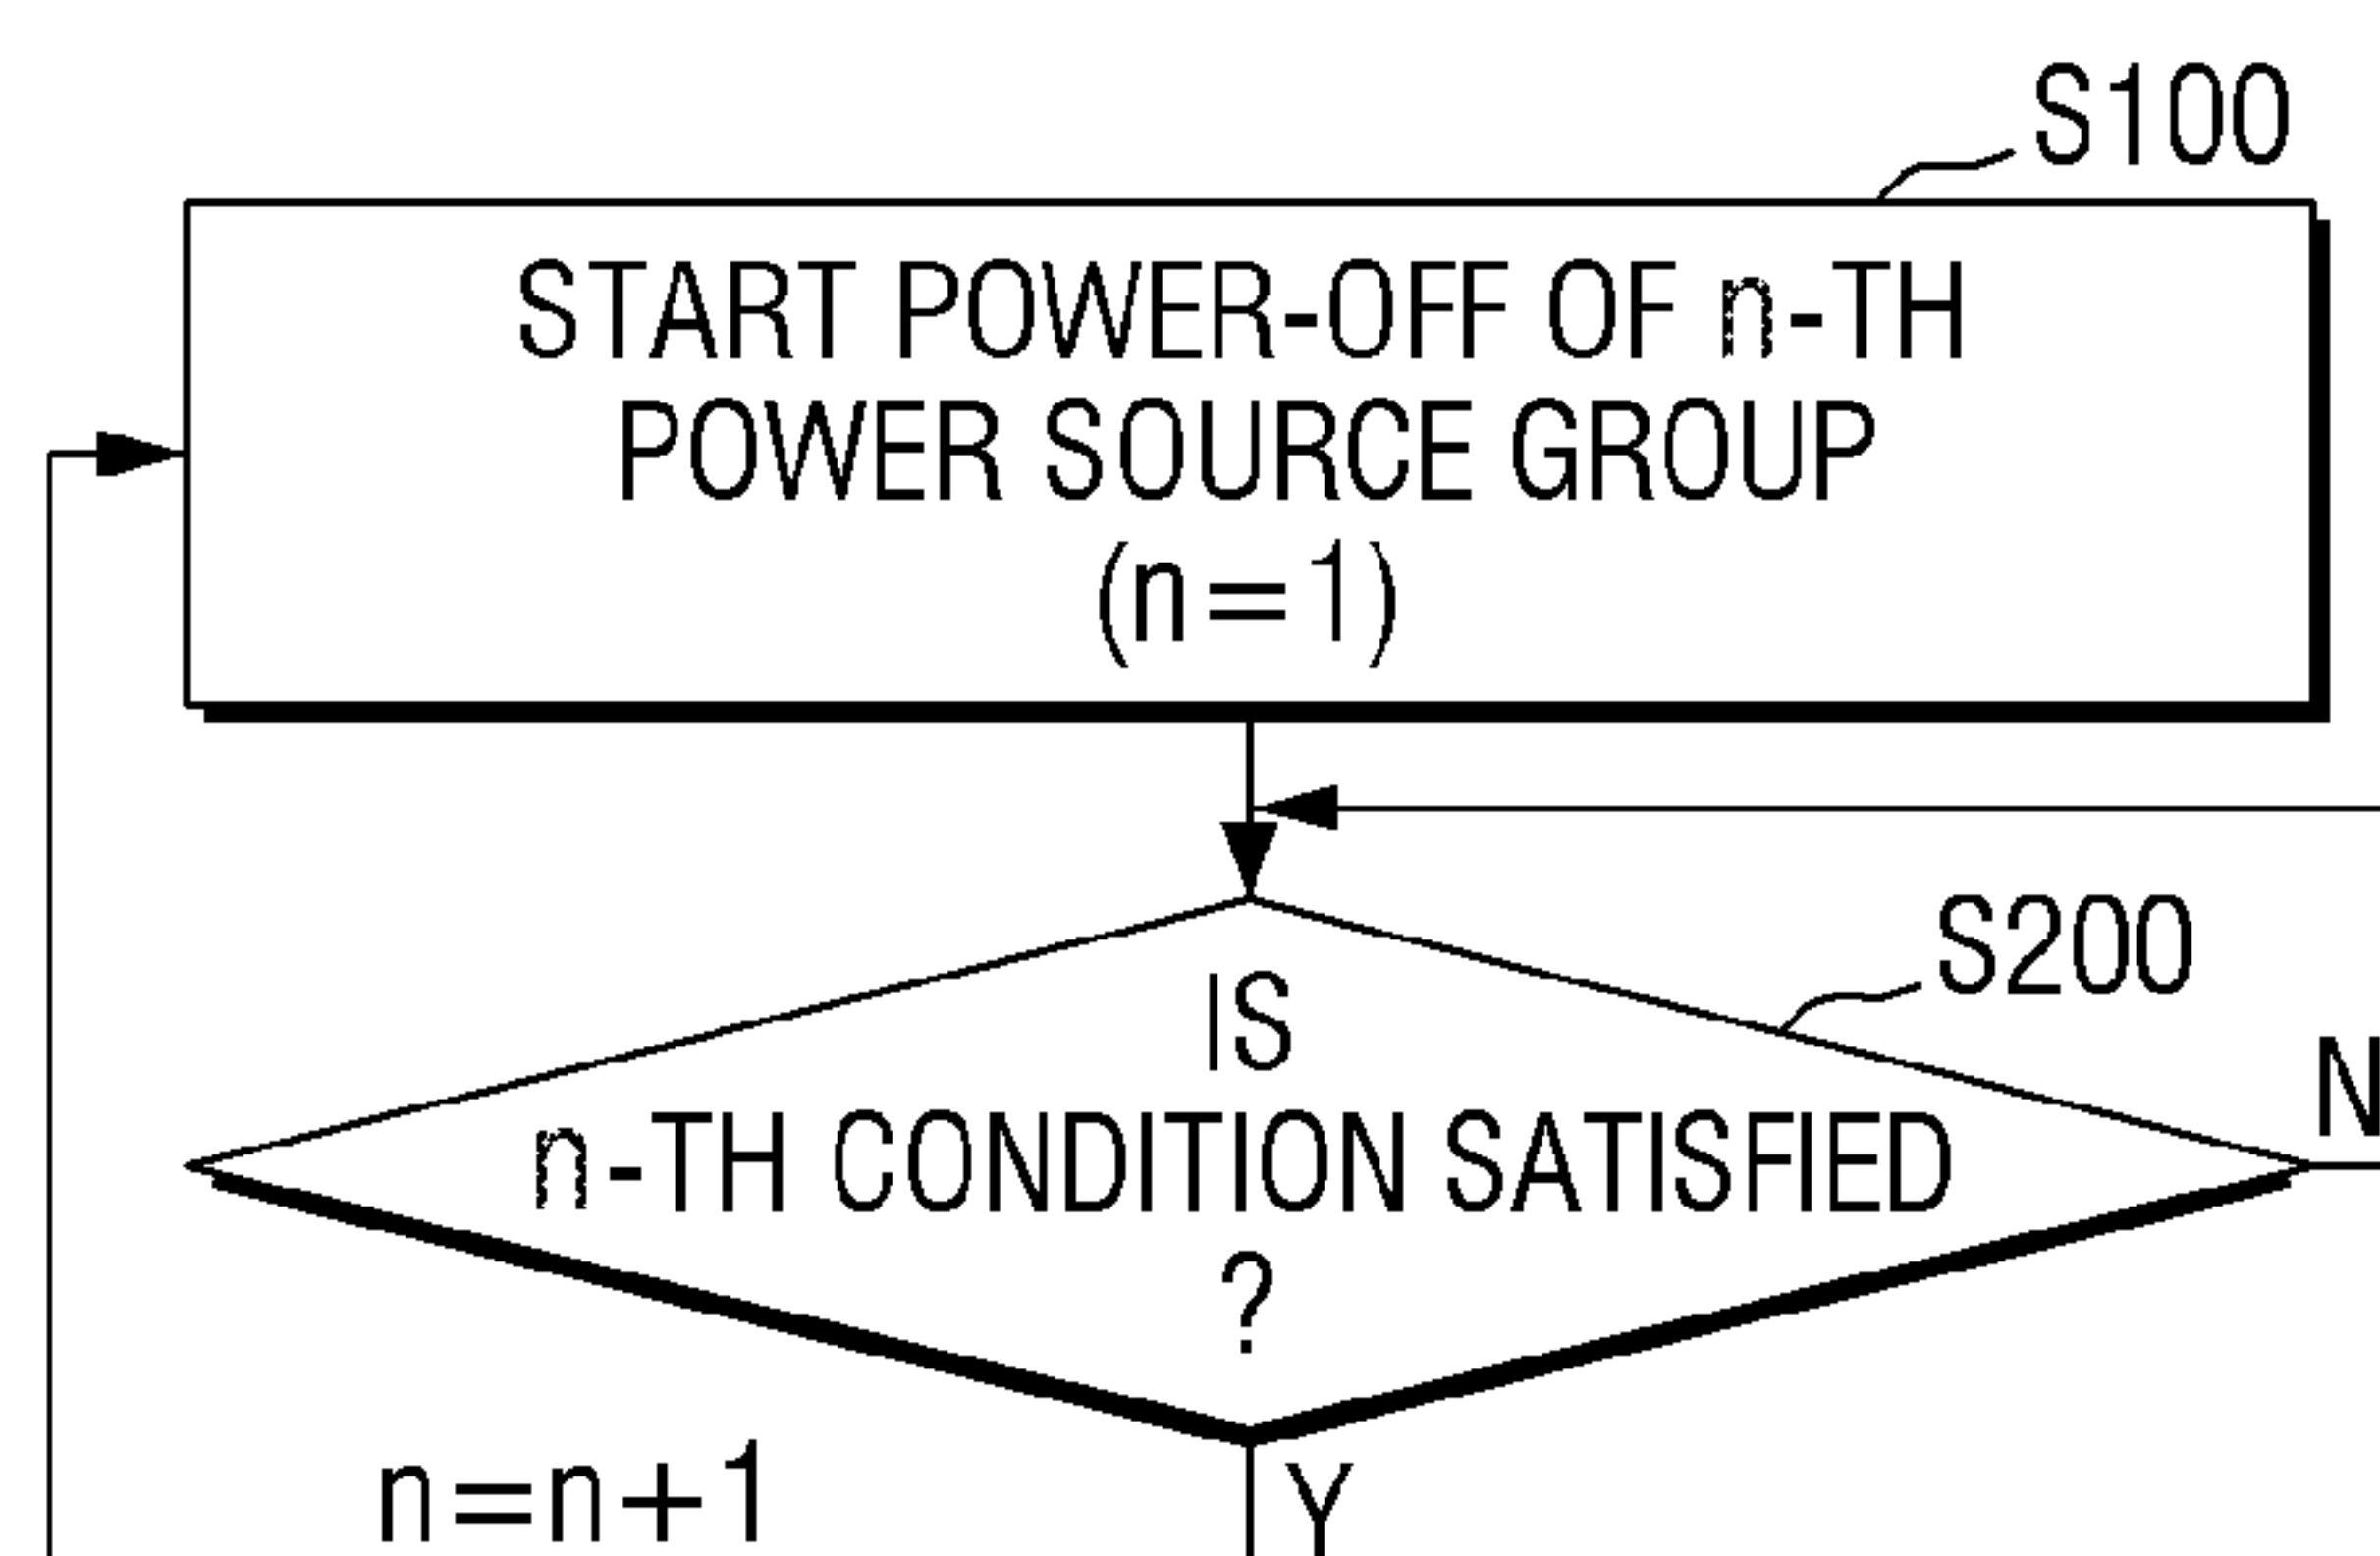 S100
START POWER-OFF OF n-TH
POWER SOURCE GROUP
(n=1)
S200
IS
N
n-TH CONDITION SATISFIED
?
n=n+1
Y